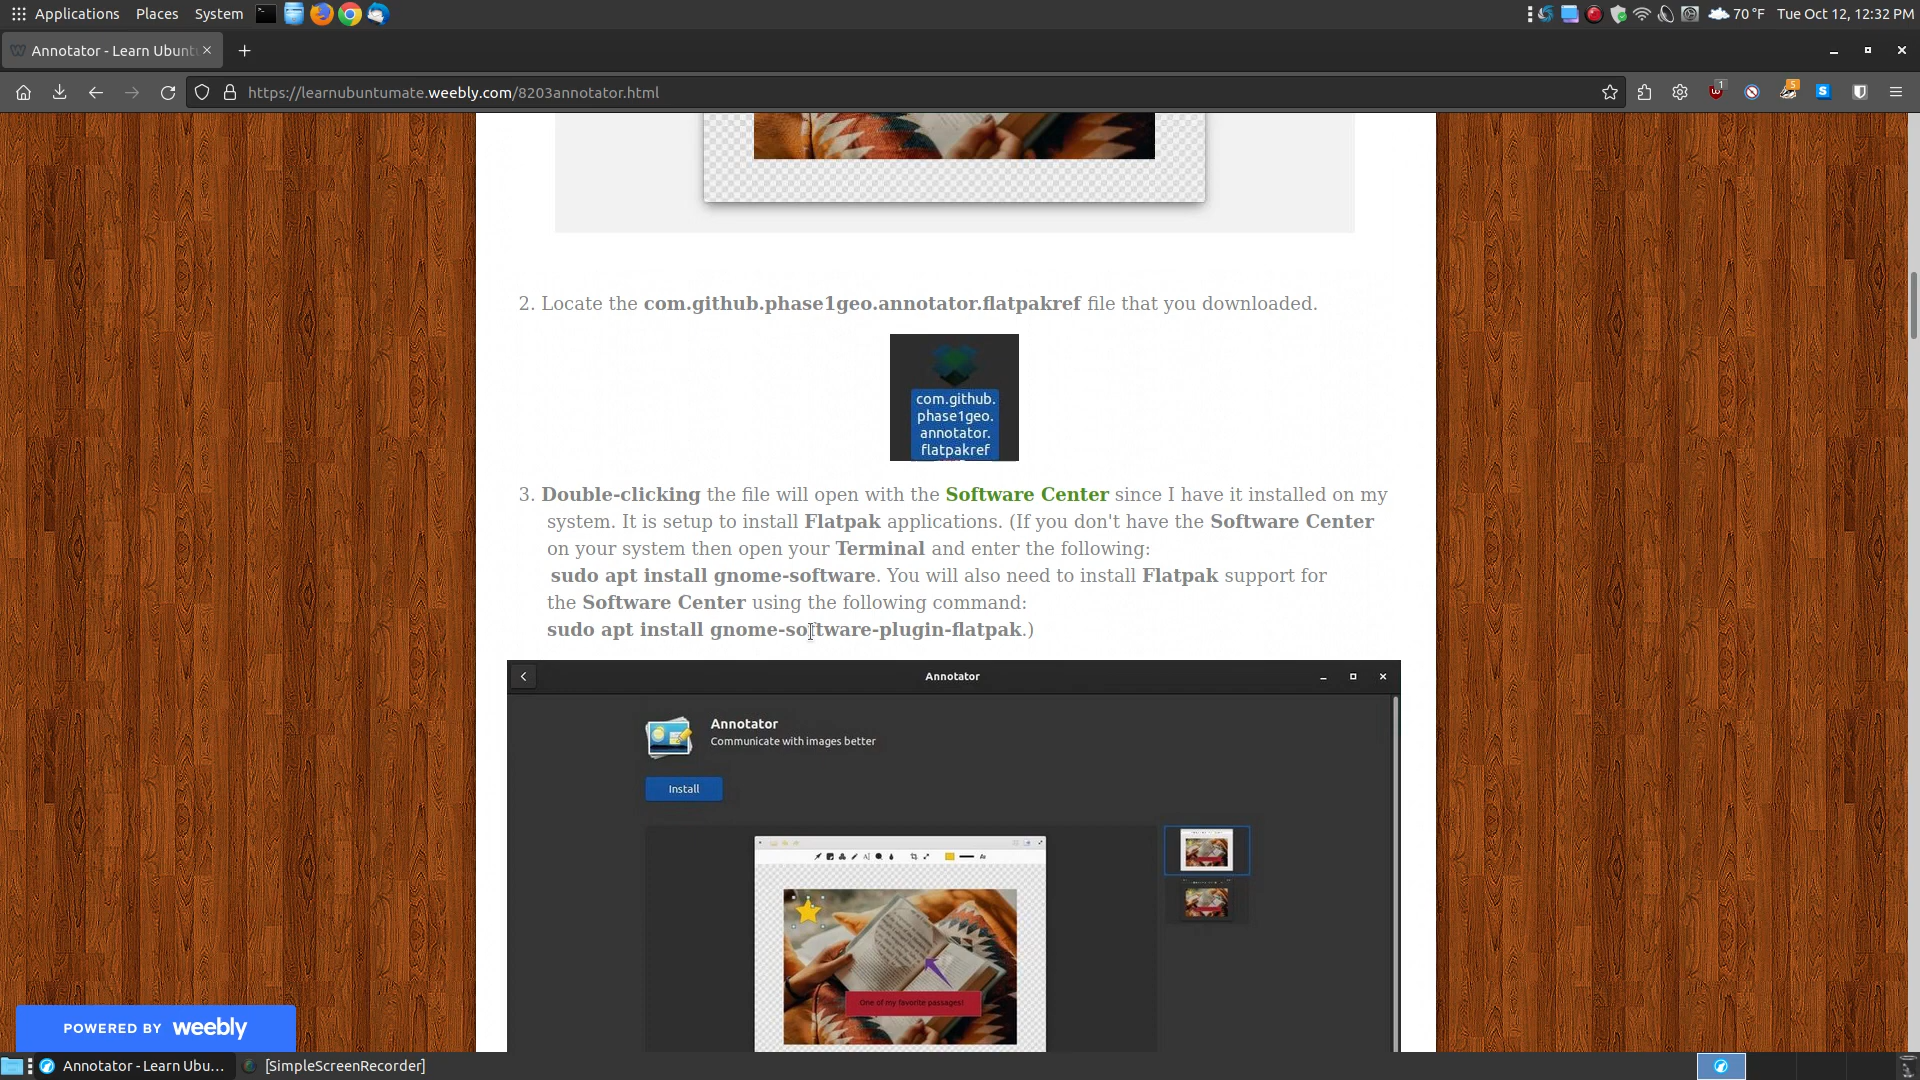 Applications Places System
70 °F Tue Oct 12, 12:32 PM
Annotator - Learn Ubunt
https://learnubuntumate.weebly.com/8203annotator.html
1
5
2. Locate the com.github.phase1geo.annotator.flatpakref file that you downloaded.
com.github.
phase1geo.
annotator.
flatpakref
3. Double-clicking the file will open with the Software Center since I have it installed on my
system. It is setup to install Flatpak applications. (If you don't have the Software Center
on your system then open your Terminal and enter the following:
sudo apt install gnome-software. You will also need to install Flatpak support for
the Software Center using the following command:
sudo apt install gnome-software-plugin-flatpak.)
Annotator
Annotator
Communicate with images better
Install
One of my favorite passages!
POWERED BY weebly
Annotator - Learn Ubu... [SimpleScreenRecorder]